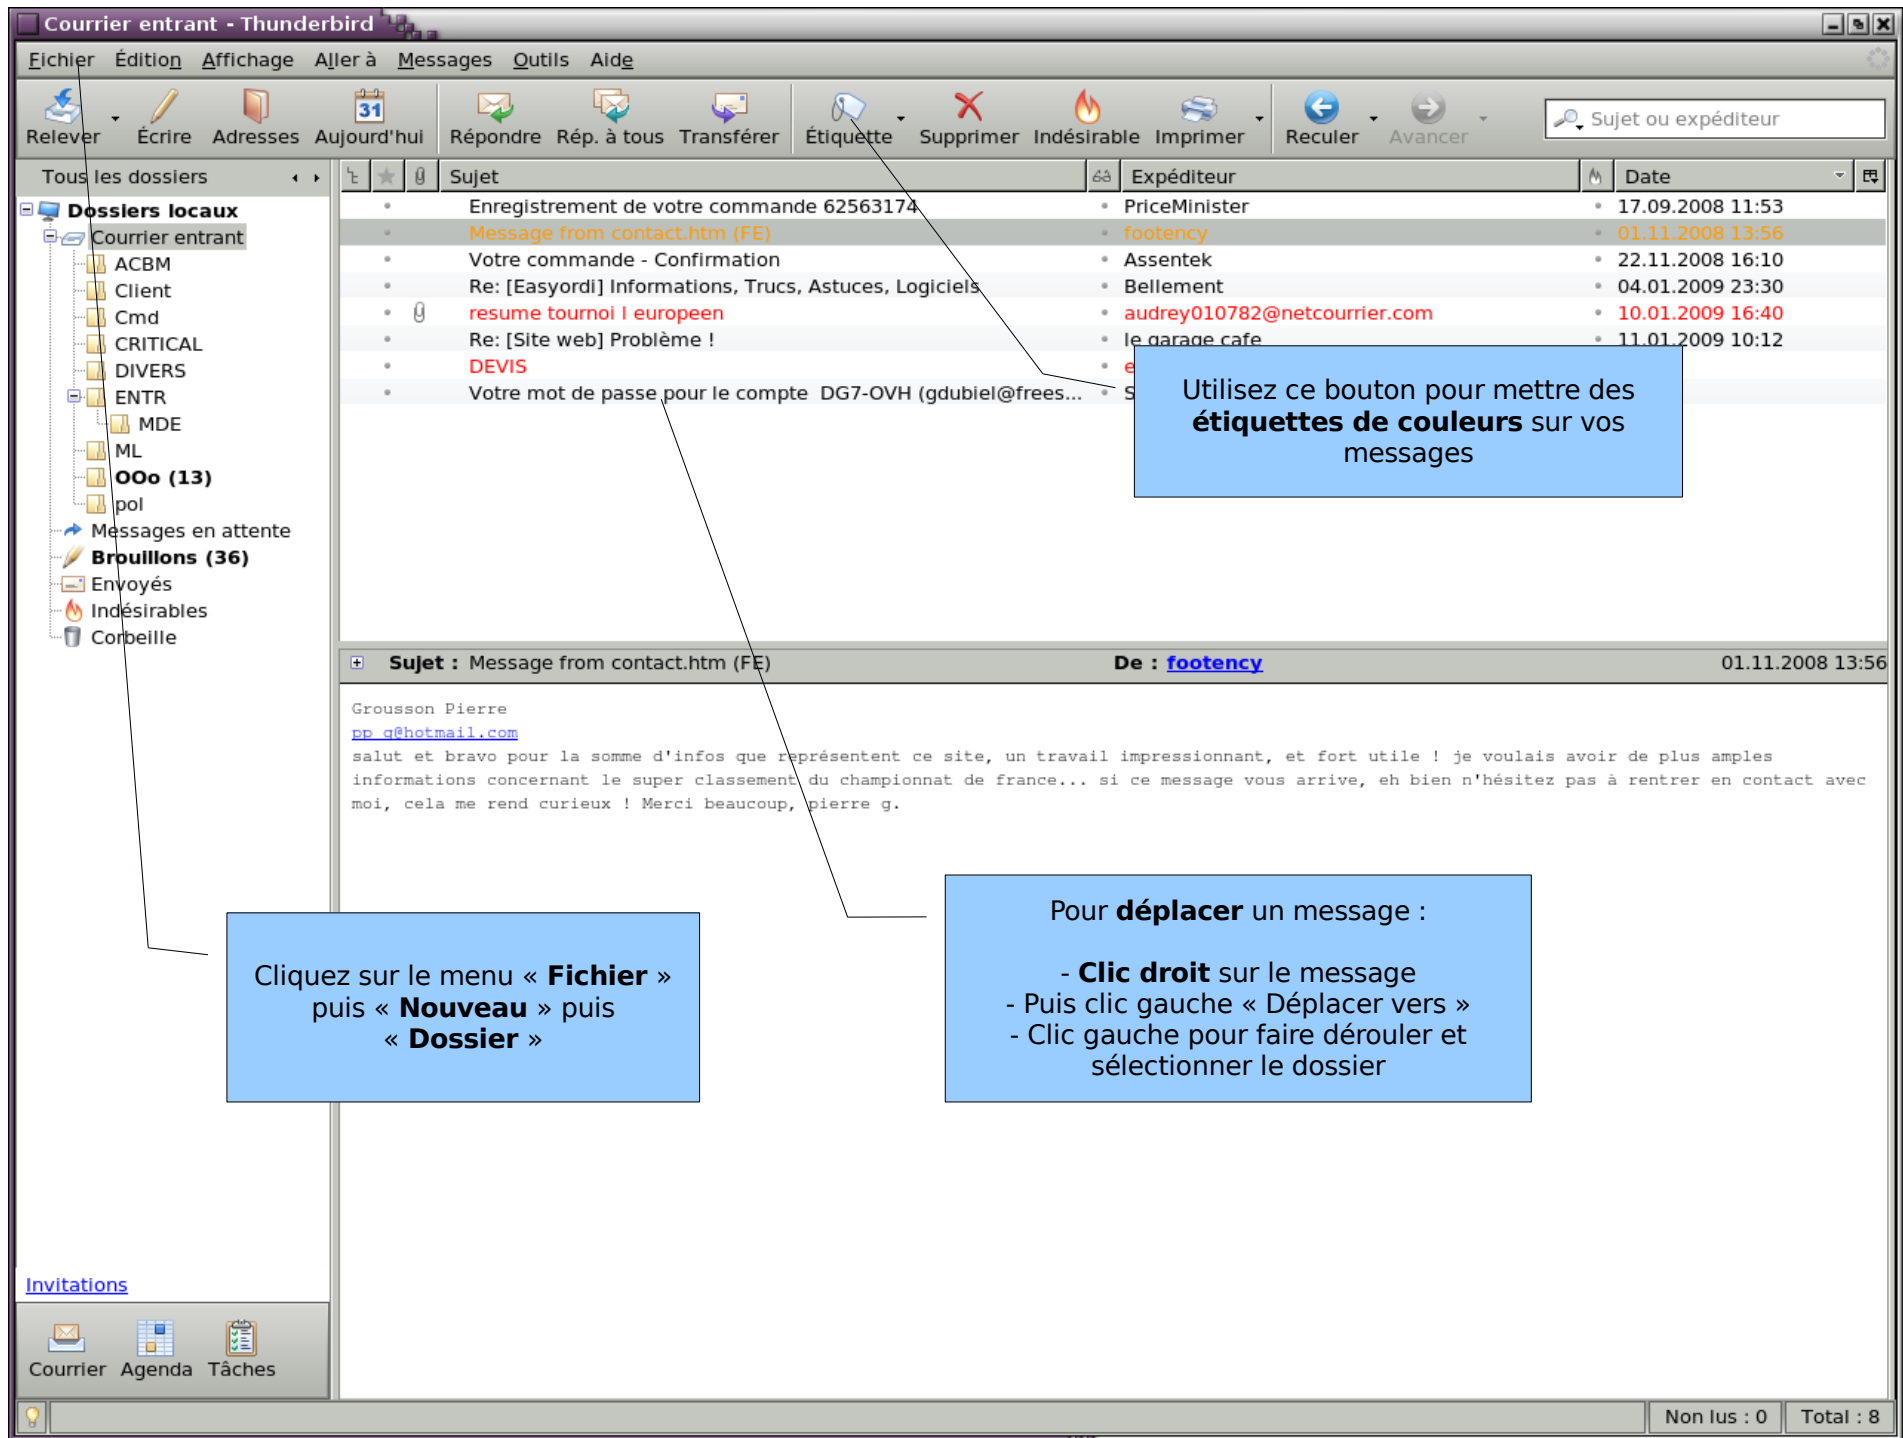 Courrier entrant - Thunderbird
Fichier Édition Affichage Aller à Messages Outils Aide
Relever Écrire Adresses Aujourd'hui Répondre Rép. à tous Transférer Étiquette Supprimer Indésirable Imprimer Reculer Avancer Sujet ou expéditeur
31
Tous les dossiers
Dossiers locaux
Courrier entrant
ACBM
Client
Cmd
CRITICAL
DIVERS
ENTR
MDE
ML
OOo (13)
pol
Messages en attente
Brouillons (36)
Envoyés
Indésirables
Corbeille
Sujet Expéditeur Date
Enregistrement de votre commande 62563174 PriceMinister 17.09.2008 11:53
Message from contact.htm (FE) footency 01.11.2008 13:56
Votre commande - Confirmation Assentek 22.11.2008 16:10
Re: [Easyordi] Informations, Trucs, Astuces, Logiciels Bellement 04.01.2009 23:30
resume tournoi l europeen audrey010782@netcourrier.com 10.01.2009 16:40
Re: [Site web] Problème ! le garage cafe 11.01.2009 10:12
DEVIS
Votre mot de passe pour le compte DG7-OVH (gdubiel@frees...
Utilisez ce bouton pour mettre des
étiquettes de couleurs sur vos
messages
Sujet : Message from contact.htm (FE) De : footency 01.11.2008 13:56
Grousson Pierre
pp_g@hotmail.com
salut et bravo pour la somme d'infos que représentent ce site, un travail impressionnant, et fort utile ! je voulais avoir de plus amples
informations concernant le super classement du championnat de france... si ce message vous arrive, eh bien n'hésitez pas à rentrer en contact avec
moi, cela me rend curieux ! Merci beaucoup, pierre g.
Cliquez sur le menu « Fichier »
puis « Nouveau » puis
« Dossier »
Pour déplacer un message :
- Clic droit sur le message
- Puis clic gauche « Déplacer vers »
- Clic gauche pour faire dérouler et
sélectionner le dossier
Invitations
Courrier Agenda Tâches
Non lus : 0 Total : 8